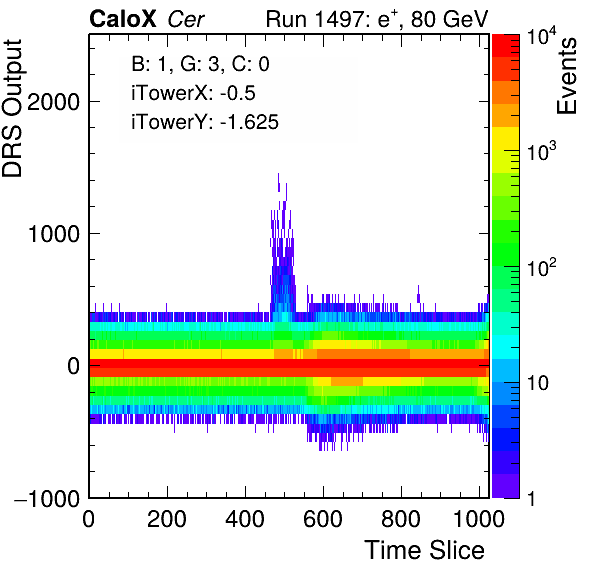 CaloX Cer Run 1497: e+, 80 GeV
B: 1, G: 3, C: 0
iTowerX: -0.5
iTowerY: -1.625
DRS Output
2000
1000
0
−1000
0 200 400 600 800 1000
Time Slice
Events
10^4
10^3
10^2
10
1